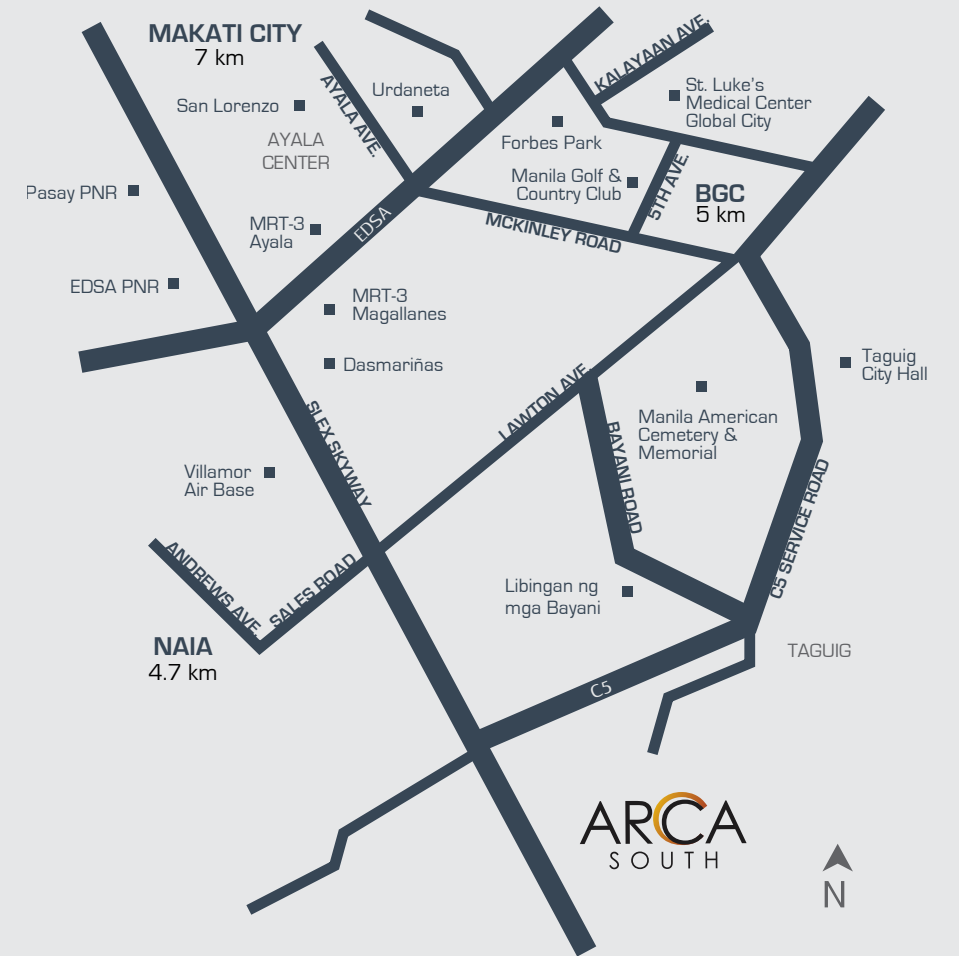 MAKATI CITY
7 km
KALAYAAN AVE.
AYALA AVE.
Urdaneta
St. Luke's
Medical Center
Global City
San Lorenzo
AYALA
CENTER
Forbes Park
Manila Golf &
Country Club
5TH AVE.
BGC
5 km
Pasay PNR
MRT-3
Ayala
EDSA
MCKINLEY ROAD
EDSA PNR
MRT-3
Magallanes
Dasmariñas
Taguig
City Hall
LAWTON AVE.
Manila American
Cemetery &
Memorial
SLEX SKYWAY
BAYANI ROAD
Villamor
Air Base
C5 SERVICE ROAD
ANDREWS AVE.
SALES ROAD
Libingan ng
mga Bayani
NAIA
4.7 km
TAGUIG
C5
ARCA
SOUTH
N